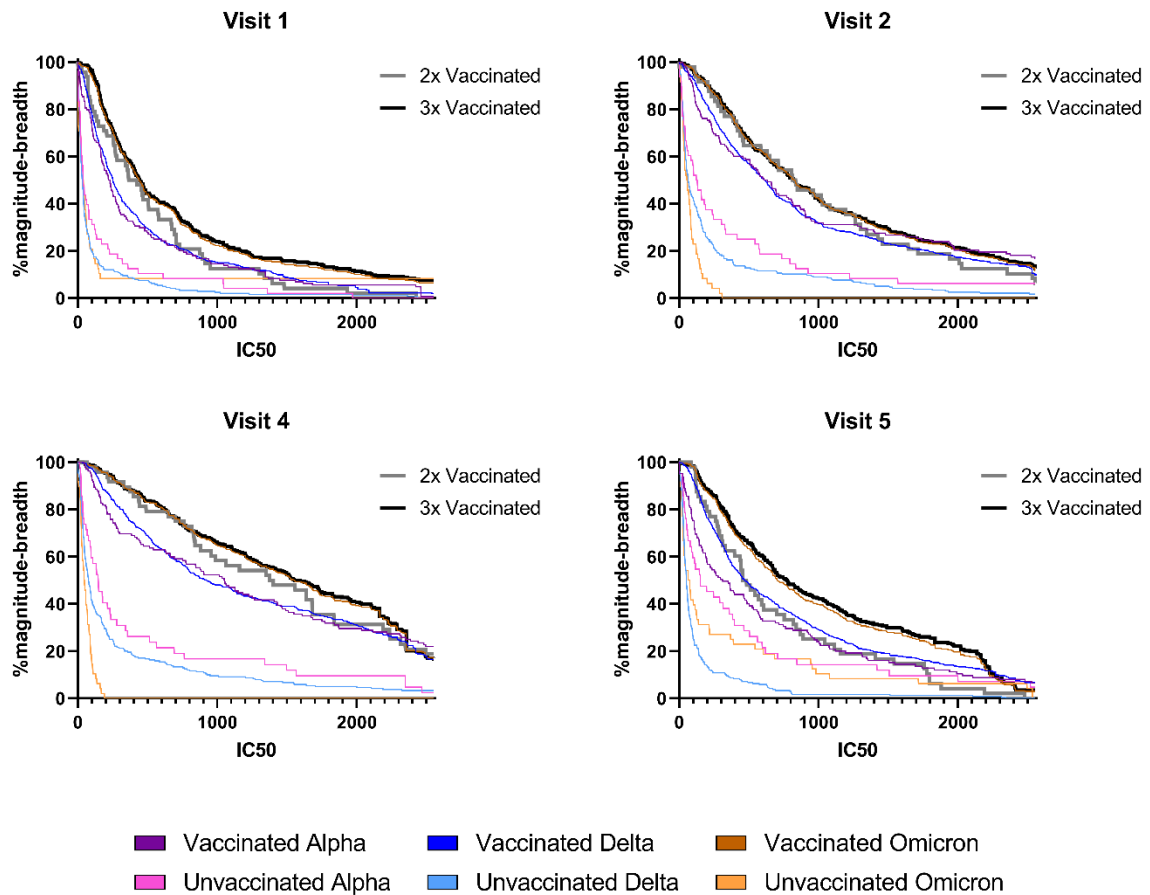 Visit 1
2x Vaccinated
3x Vaccinated
%magnitude-breadth
100
80
60
40
20
0
0 1000 2000
IC50
Visit 2
2x Vaccinated
3x Vaccinated
%magnitude-breadth
100
80
60
40
20
0
0 1000 2000
IC50
Visit 4
2x Vaccinated
3x Vaccinated
%magnitude-breadth
100
80
60
40
20
0
0 1000 2000
IC50
Visit 5
2x Vaccinated
3x Vaccinated
%magnitude-breadth
100
80
60
40
20
0
0 1000 2000
IC50
Vaccinated Alpha Vaccinated Delta Vaccinated Omicron
Unvaccinated Alpha Unvaccinated Delta Unvaccinated Omicron